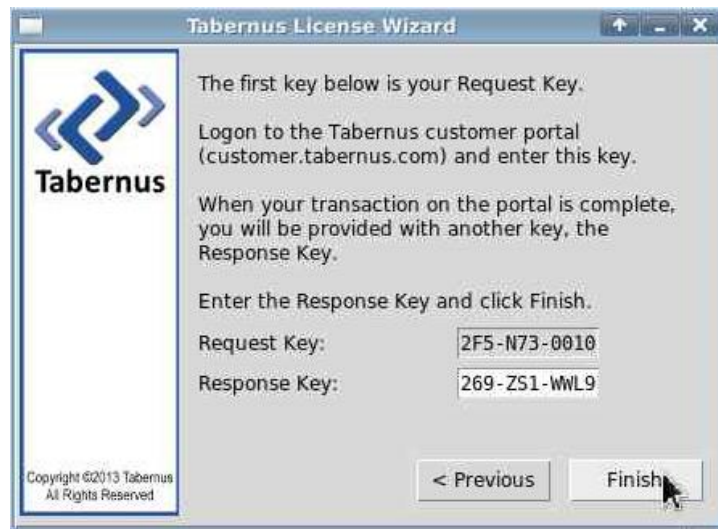 Tabernus License Wizard
The first key below is your Request Key.
Logon to the Tabernus customer portal
(customer.tabernus.com) and enter this key.
Tabernus
When your transaction on the portal is complete,
you will be provided with another key, the
Response Key.
Enter the Response Key and click Finish.
Request Key: 2F5-N73-0010
Response Key: 269-ZS1-WWL9
Copyright ©2013 Tabernus
All Rights Reserved
< Previous Finish